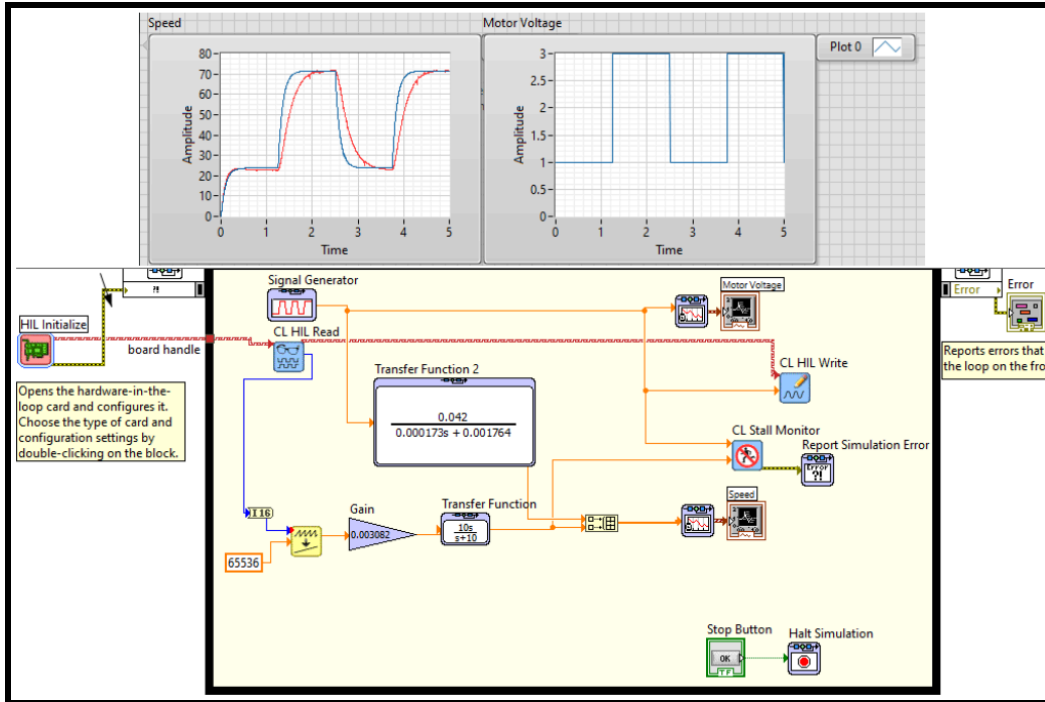 Speed
Motor Voltage
Plot 0
Amplitude
80
70
60
50
40
30
20
10
0
0 1 2 3 4 5
Time
Amplitude
3
2.5
2
1.5
1
0.5
0
0 1 2 3 4 5
Time
?!
HIL Initialize
board handle
Opens the hardware-in-the-
loop card and configures it.
Choose the type of card and
configuration settings by
double-clicking on the block.
Signal Generator
CL HIL Read
Transfer Function 2
0.042
0.000173s + 0.001764
Motor Voltage
CL HIL Write
CL Stall Monitor
Report Simulation Error
Error
?!
I16
65536
Gain
0.003082
Transfer Function
10s
s+10
Speed
Stop Button
OK
TF
Halt Simulation
Error
Error
Reports errors that
the loop on the fro